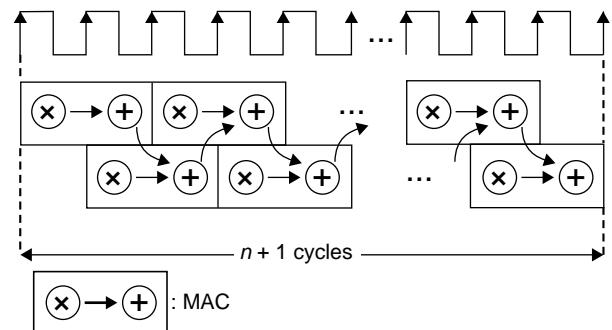 ...
× + × + ... × +
× + × + ... × +
n + 1 cycles
× + : MAC